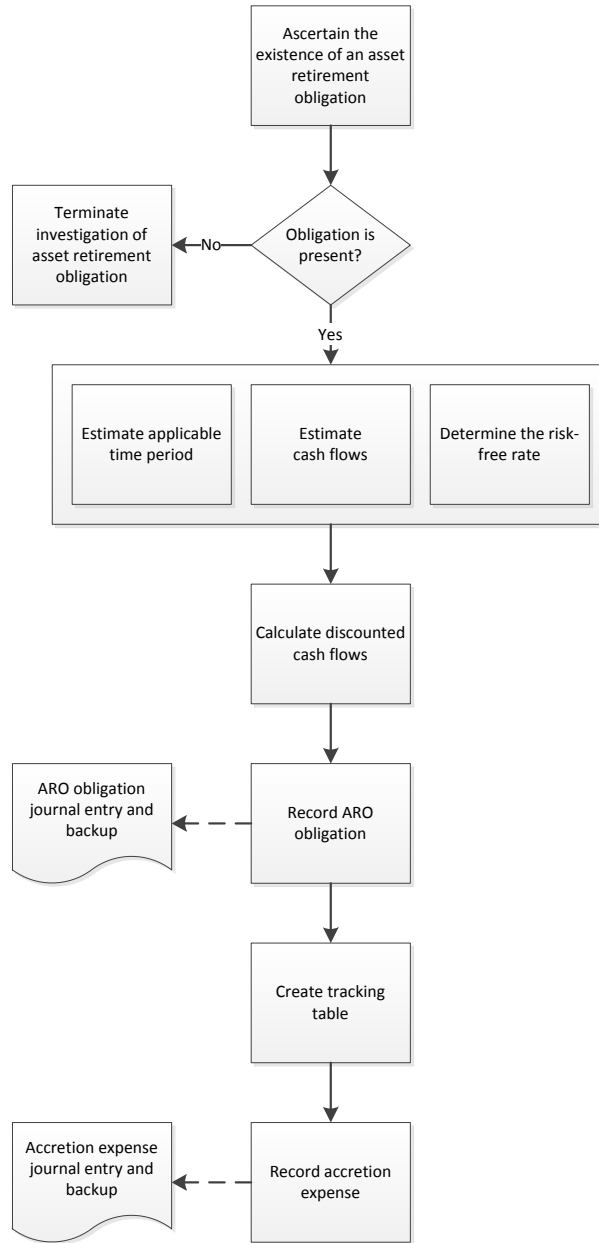 Ascertain the
existence of an asset
retirement
obligation
Terminate
investigation of
asset retirement
obligation
No
Obligation is
present?
Yes
Estimate applicable
time period
Estimate
cash flows
Determine the risk-
free rate
Calculate discounted
cash flows
ARO obligation
journal entry and
backup
Record ARO
obligation
Create tracking
table
Accretion expense
journal entry and
backup
Record accretion
expense